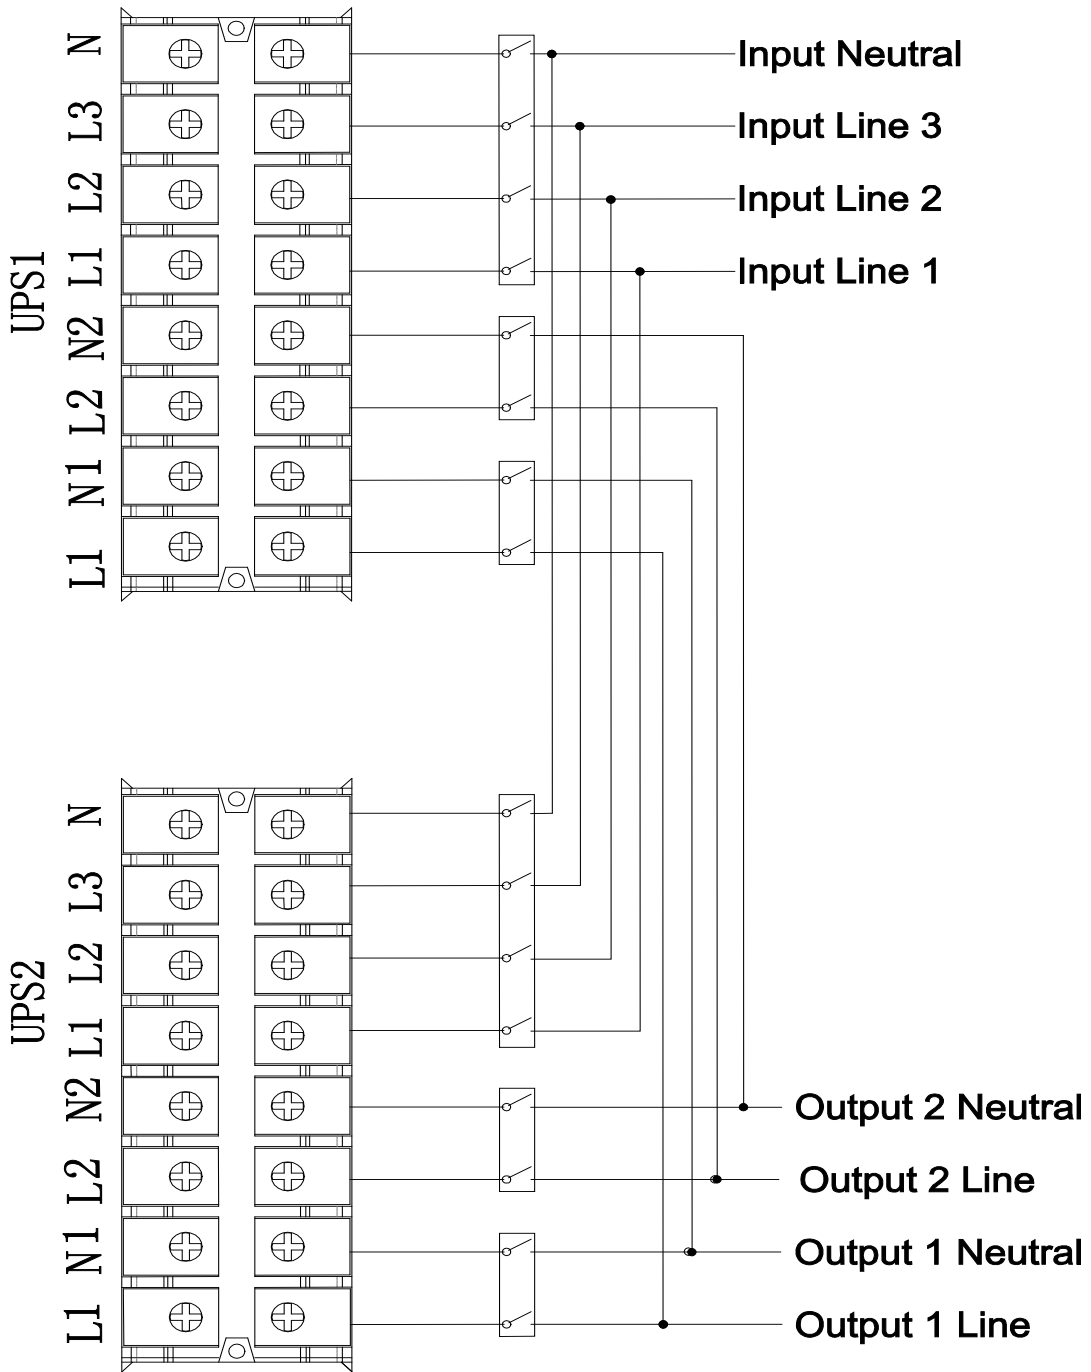 UPS1
N
Input Neutral
L3
Input Line 3
L2
Input Line 2
L1
Input Line 1
N2
L2
N1
L1
UPS2
N
L3
L2
L1
N2
Output 2 Neutral
L2
Output 2 Line
N1
Output 1 Neutral
L1
Output 1 Line